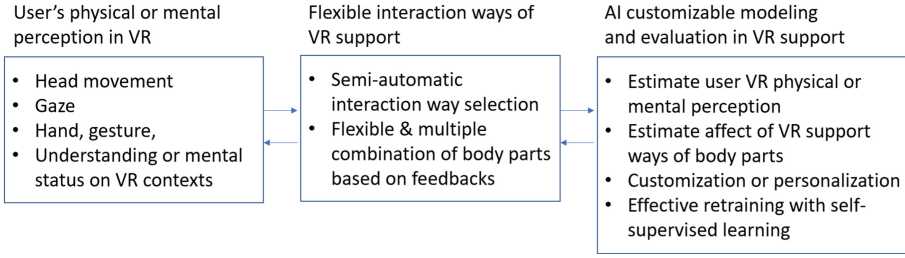 User's physical or mental
perception in VR
• Head movement
• Gaze
• Hand, gesture,
• Understanding or mental
status on VR contexts
Flexible interaction ways of
VR support
• Semi-automatic
interaction way selection
• Flexible & multiple
combination of body parts
based on feedbacks
AI customizable modeling
and evaluation in VR support
• Estimate user VR physical or
mental perception
• Estimate affect of VR support
ways of body parts
• Customization or personalization
• Effective retraining with self-
supervised learning